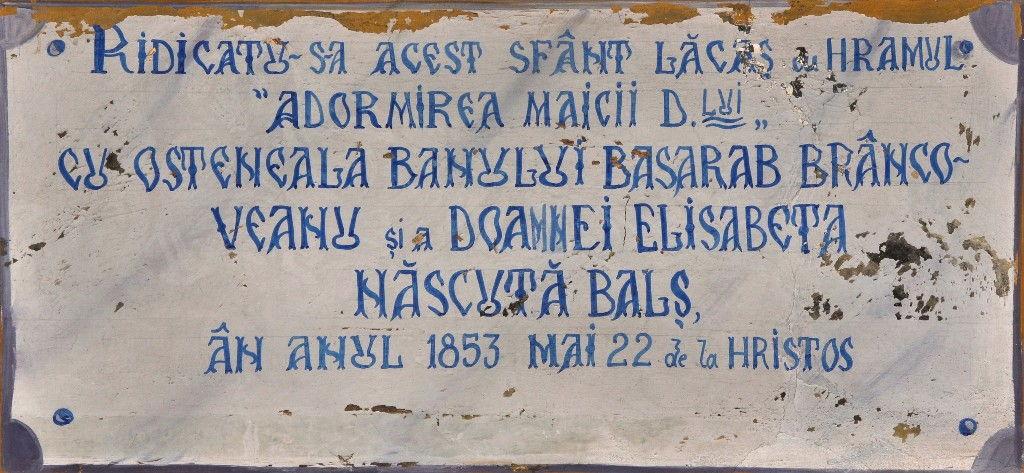 RIDICATU-SA ACEST SFÂNT LĂCAȘ cu HRAMUL
"ADORMIREA MAICII D.LUI„
CU OSTENEALA BANULUI BASARAB BRÂNCO-
VEANU și a DOAMNEI ELISABETA
NĂSCUTĂ BALȘ,
ÂN ANUL 1853 MAI 22 de la HRISTOS